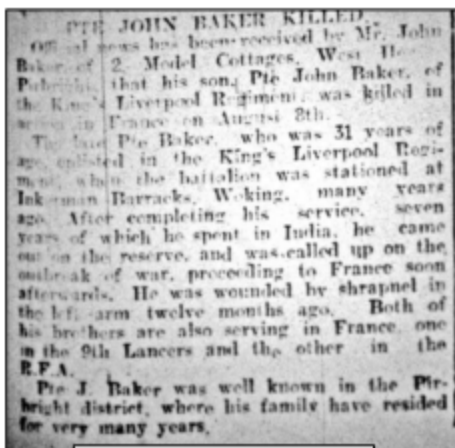 PTE JOHN BAKER KILLED.
news has been received by Mr. John
Baker, of 2, Model Cottages, West
Pirbright, that his son, Pte John Baker, of
the King's Liverpool Regiment, was killed in
action in France on August 8th.
The late Pte Baker, who was 31 years of
age, enlisted in the King's Liverpool Regi-
ment, when the battalion was stationed at
Inkerman Barracks, Woking, many years
ago. After completing his service, seven
years of which he spent in India, he came
out on the reserve, and was called up on the
outbreak of war, proceeding to France soon
afterwards. He was wounded by shrapnel in
the left arm twelve months ago. Both of
his brothers are also serving in France, one
in the 9th Lancers and the other in the
R.F.A.
Pte J. Baker was well known in the Pir-
bright district, where his family have resided
for very many years.